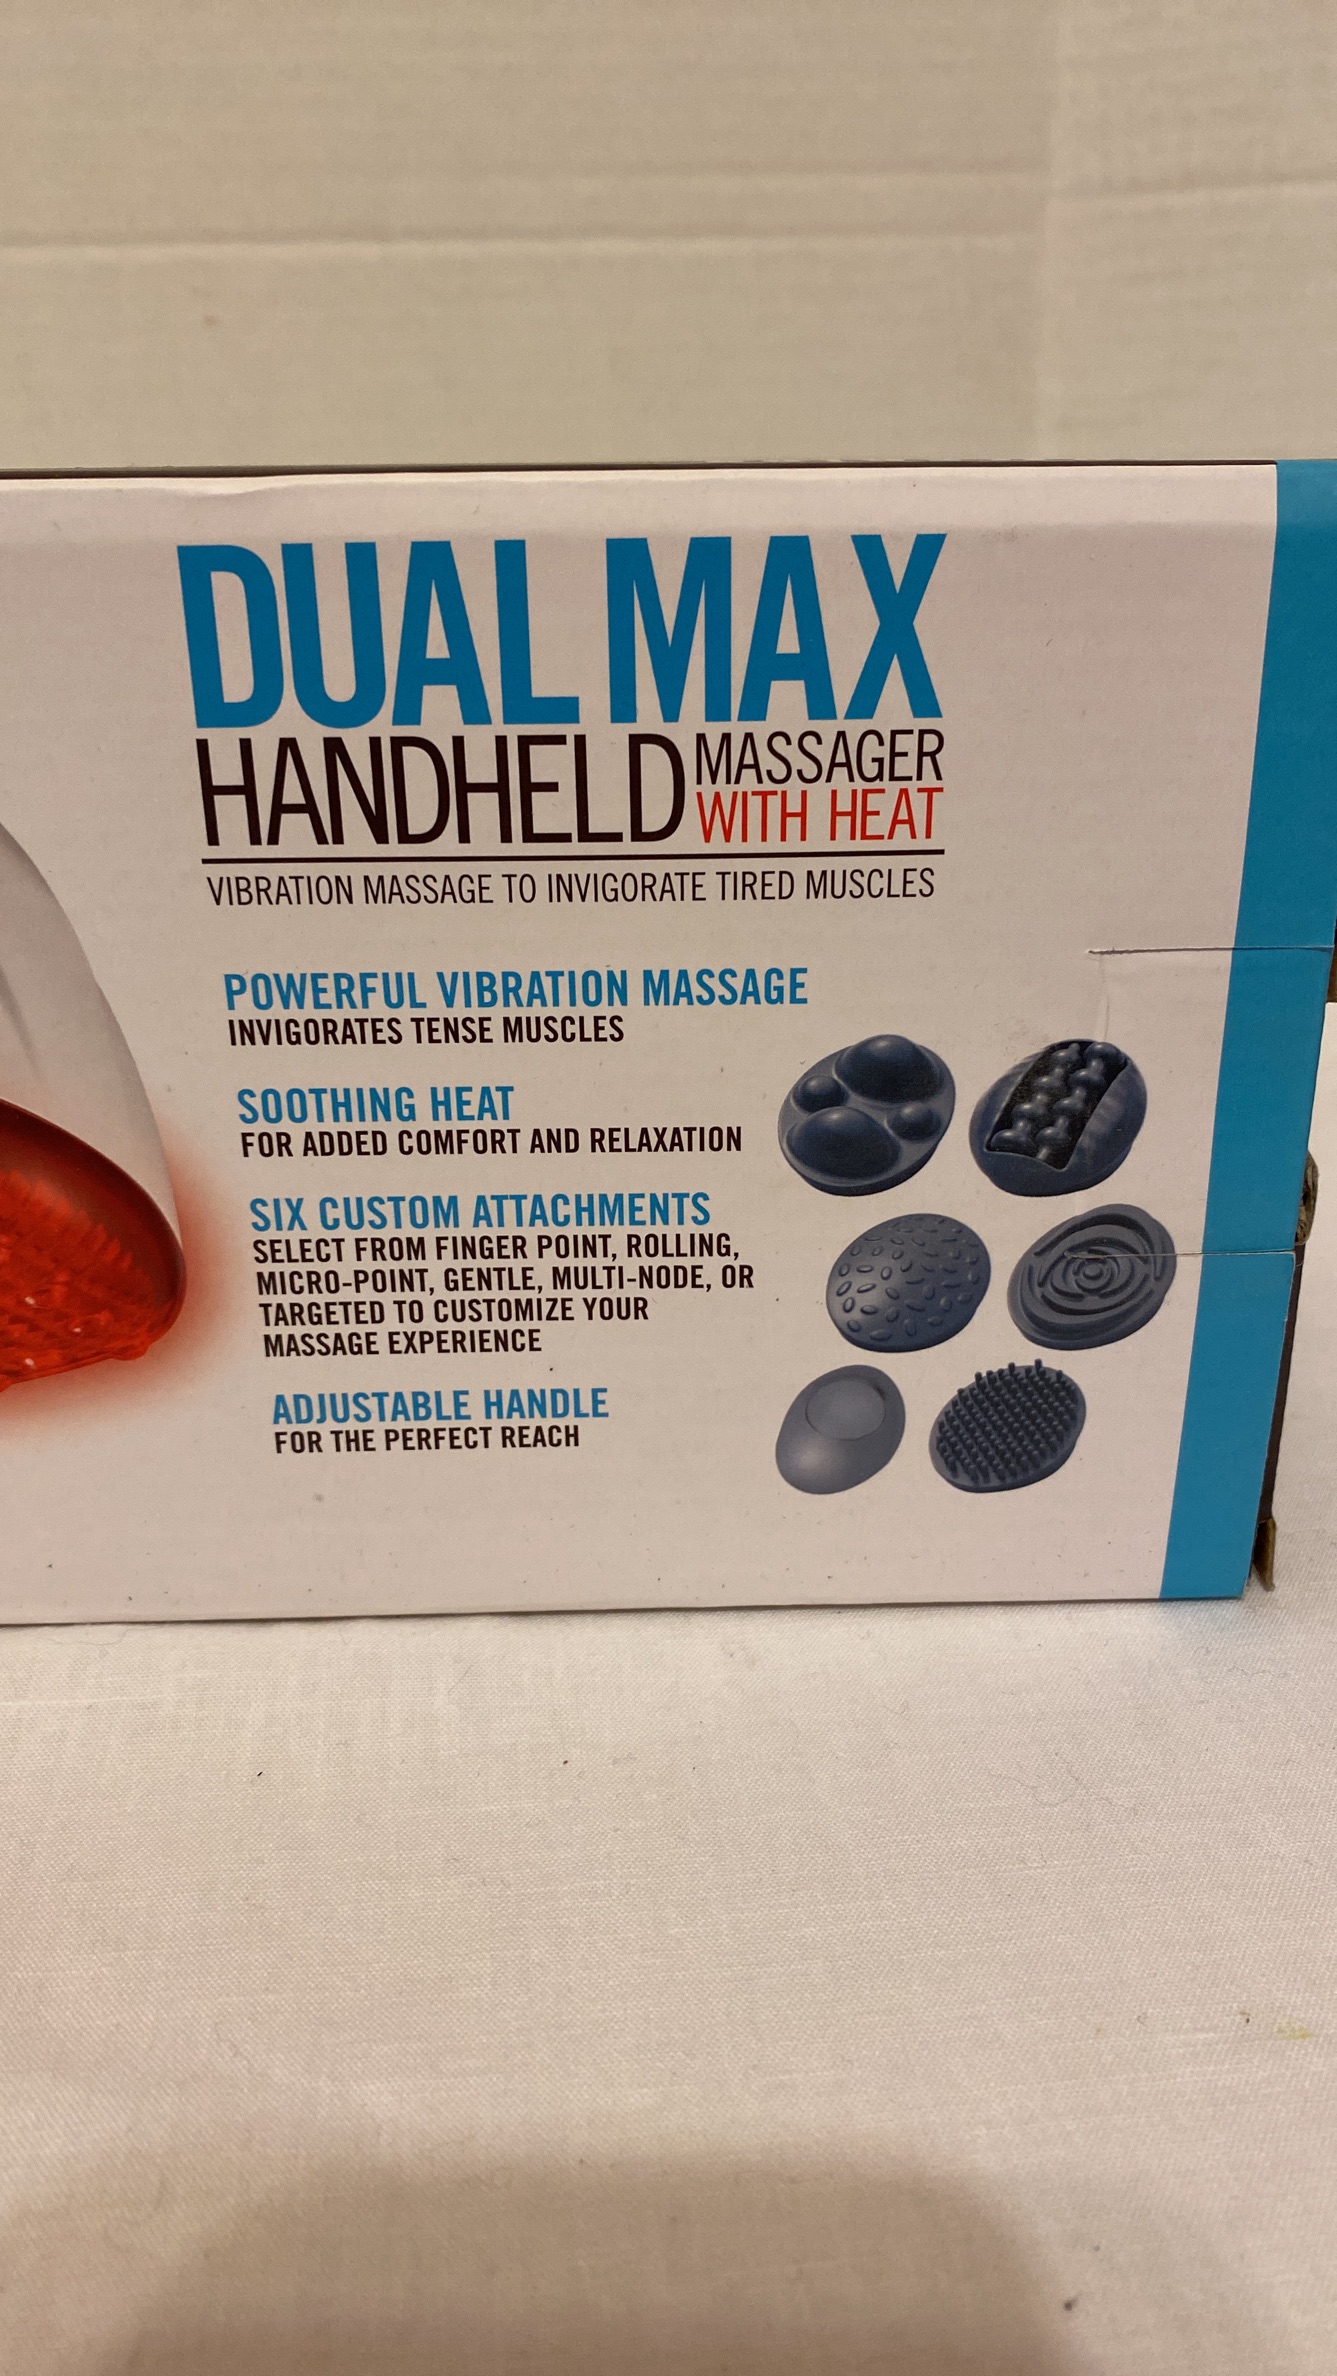 DUAL MAX
HANDHELD MASSAGER
WITH HEAT
VIBRATION MASSAGE TO INVIGORATE TIRED MUSCLES
POWERFUL VIBRATION MASSAGE
INVIGORATES TENSE MUSCLES
SOOTHING HEAT
FOR ADDED COMFORT AND RELAXATION
SIX CUSTOM ATTACHMENTS
SELECT FROM FINGER POINT, ROLLING,
MICRO-POINT, GENTLE, MULTI-NODE, OR
TARGETED TO CUSTOMIZE YOUR
MASSAGE EXPERIENCE
ADJUSTABLE HANDLE
FOR THE PERFECT REACH